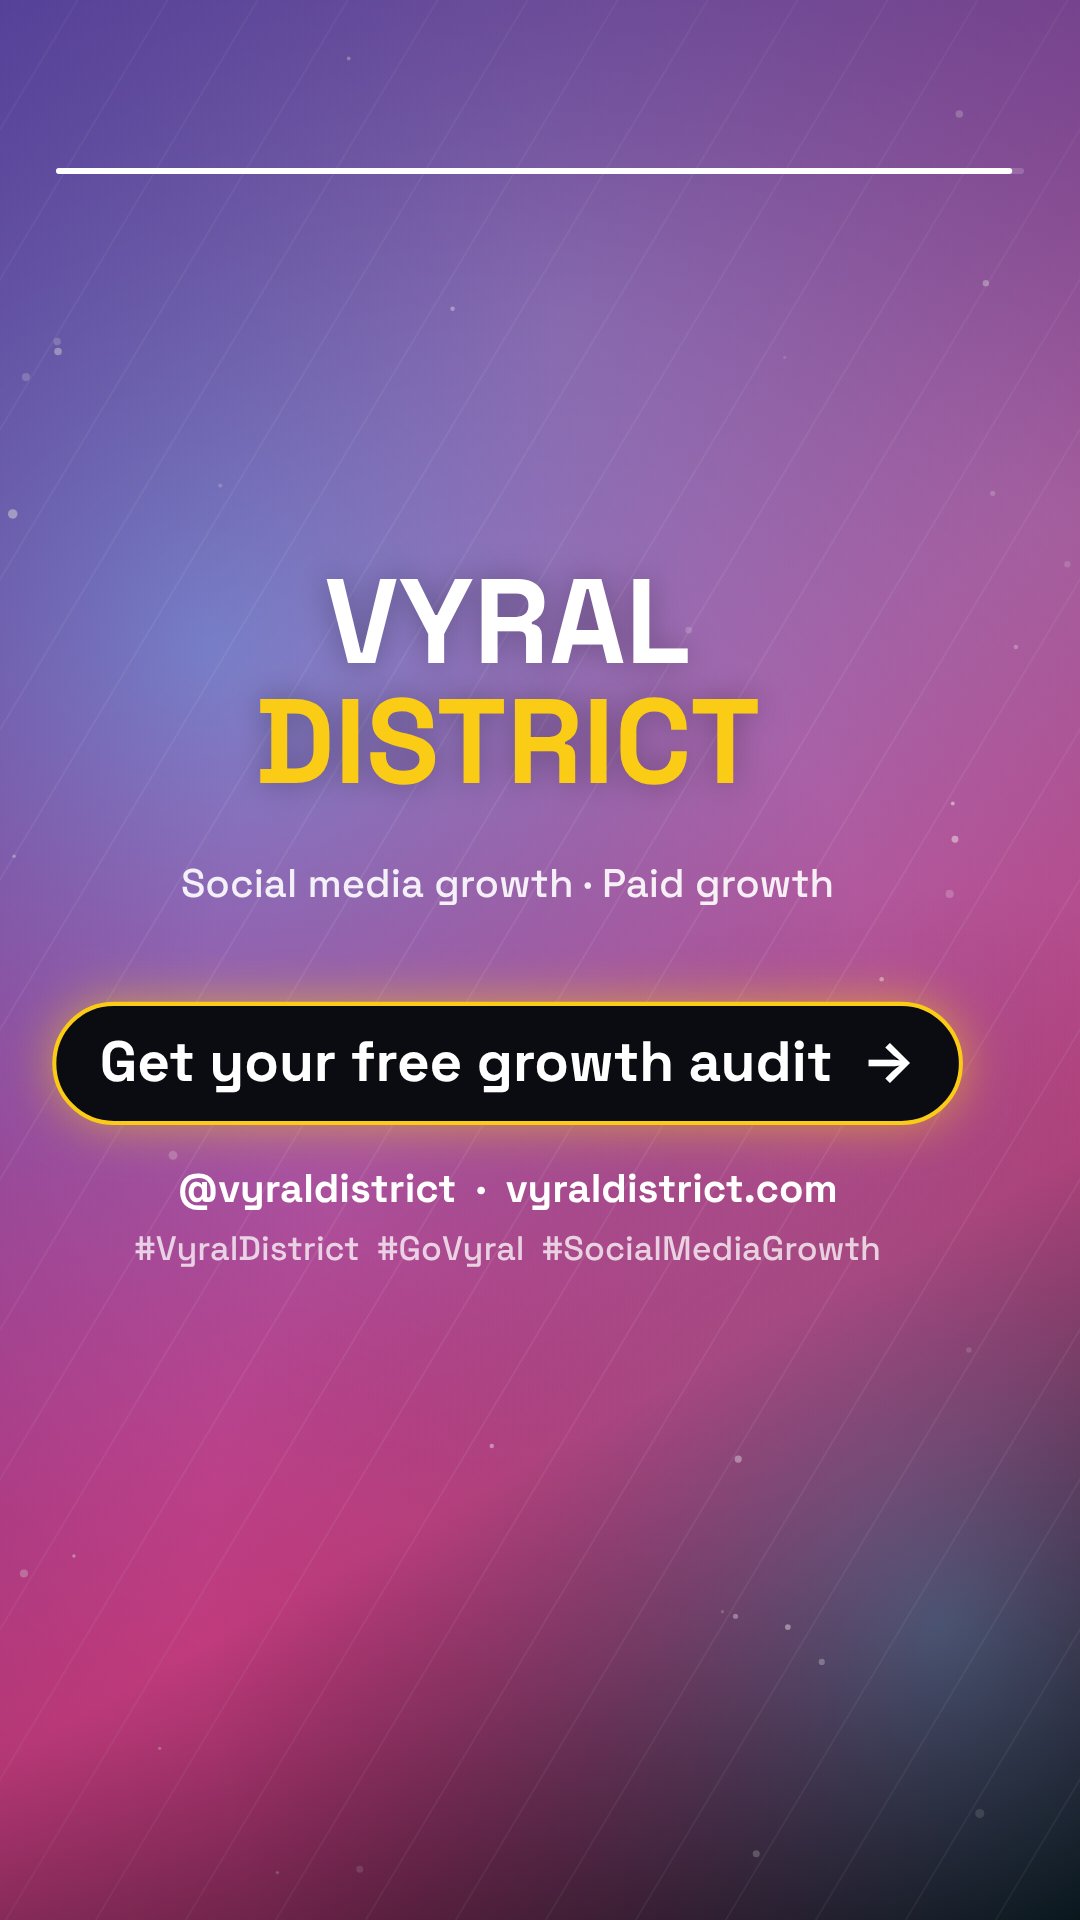 VYRAL
DISTRICT
Social media growth · Paid growth
Get your free growth audit →
@vyraldistrict · vyraldistrict.com
#VyralDistrict #GoVyral #SocialMediaGrowth